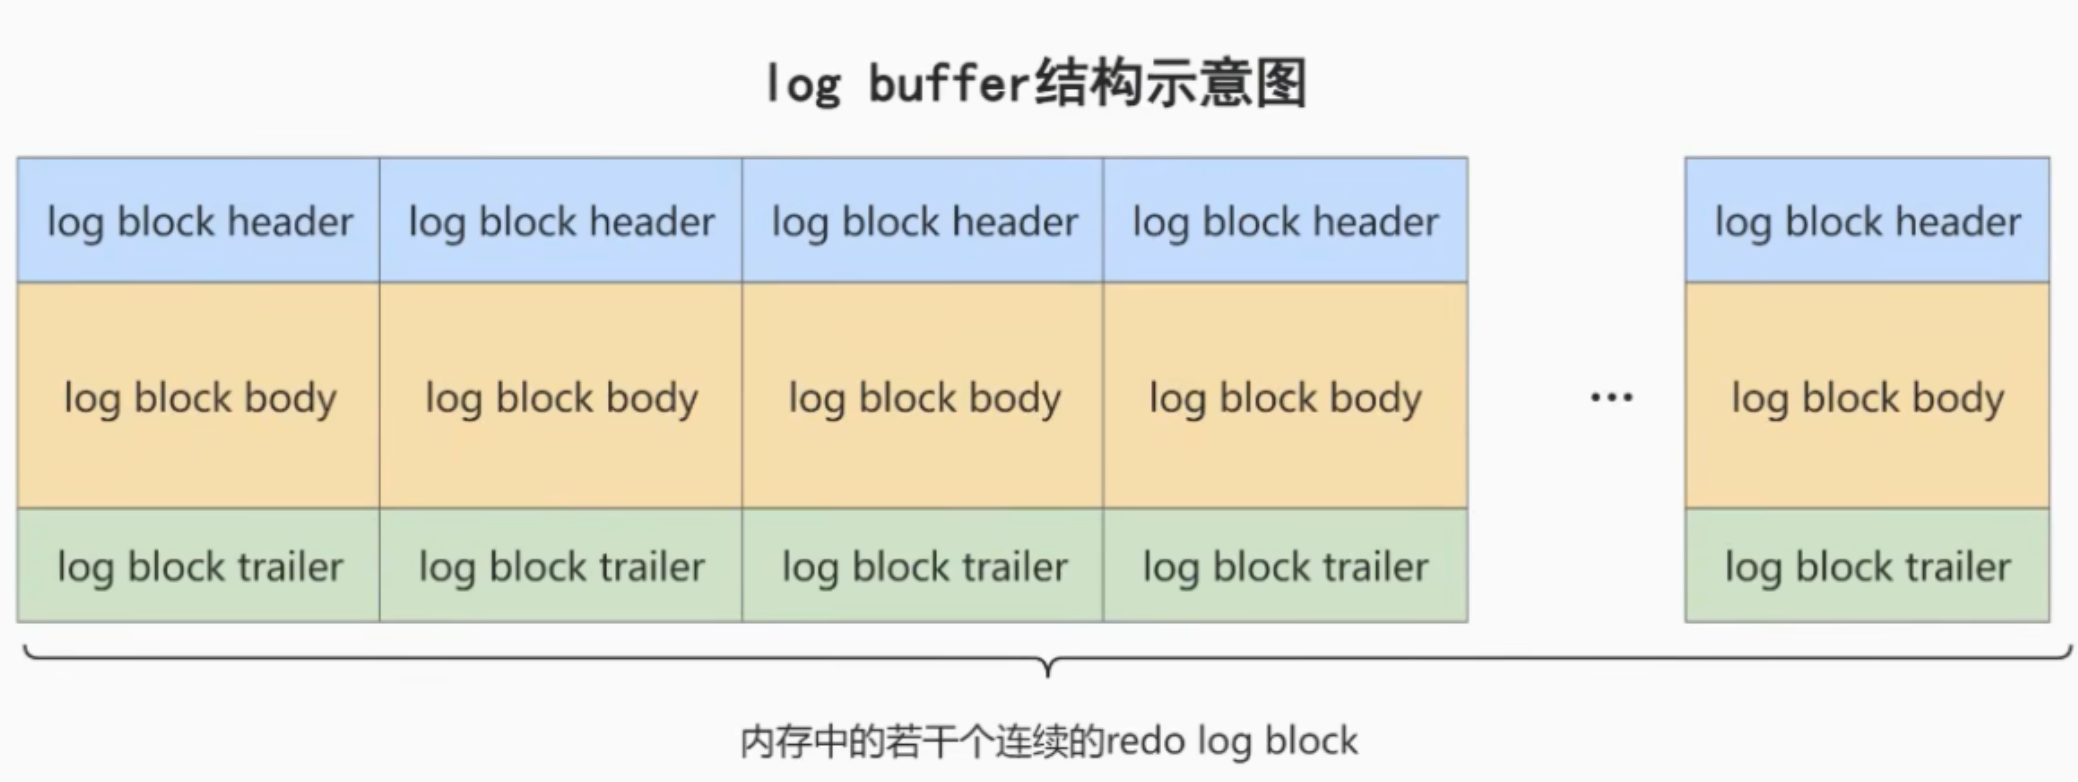 log buffer结构示意图
log block header log block header log block header log block header log block header
log block body log block body log block body log block body ... log block body
log block trailer log block trailer log block trailer log block trailer log block trailer
内存中的若干个连续的redo log block